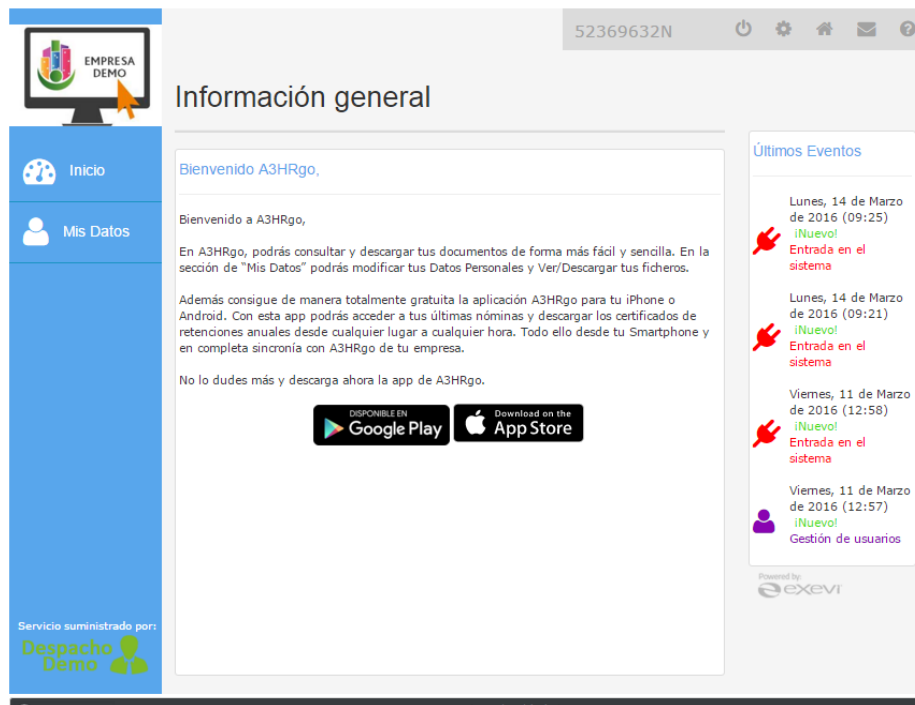 EMPRESA
DEMO
52369632N
Información general
Inicio
Mis Datos
Bienvenido A3HRgo,
Bienvenido a A3HRgo,
En A3HRgo, podrás consultar y descargar tus documentos de forma más fácil y sencilla. En la
sección de "Mis Datos" podrás modificar tus Datos Personales y Ver/Descargar tus ficheros.
Además consigue de manera totalmente gratuita la aplicación A3HRgo para tu iPhone o
Android. Con esta app podrás acceder a tus últimas nóminas y descargar los certificados de
retenciones anuales desde cualquier lugar a cualquier hora. Todo ello desde tu Smartphone y
en completa sincronía con A3HRgo de tu empresa.
No lo dudes más y descarga ahora la app de A3HRgo.
DISPONIBLE EN
Google Play
Download on the
App Store
Últimos Eventos
Lunes, 14 de Marzo
de 2016 (09:25)
¡Nuevo!
Entrada en el
sistema
Lunes, 14 de Marzo
de 2016 (09:21)
¡Nuevo!
Entrada en el
sistema
Viernes, 11 de Marzo
de 2016 (12:58)
¡Nuevo!
Entrada en el
sistema
Viernes, 11 de Marzo
de 2016 (12:57)
¡Nuevo!
Gestión de usuarios
Powered by:
exevi
Servicio suministrado por:
Despacho
Demo